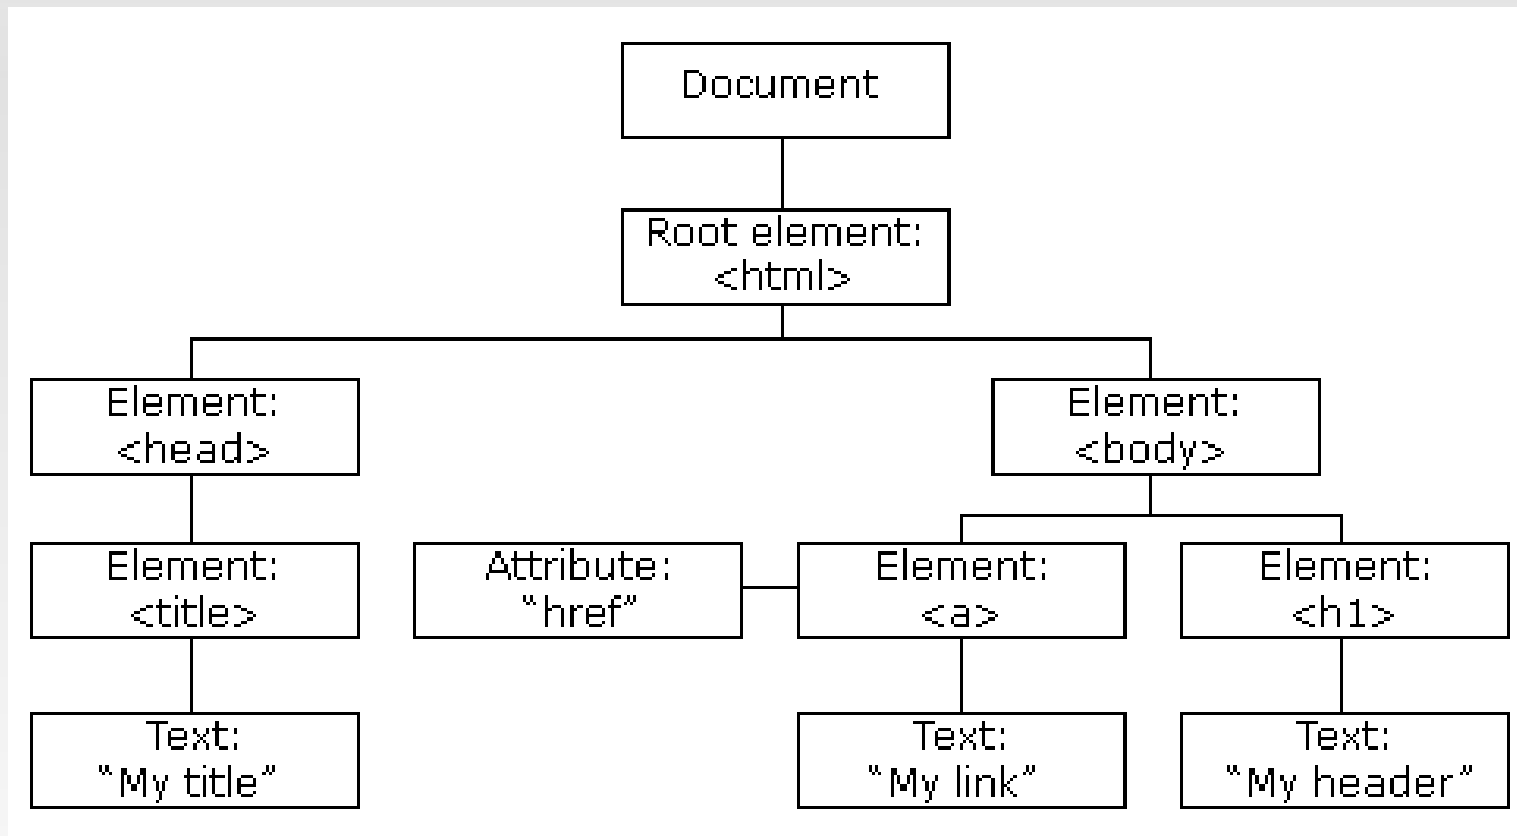 Document
Root element:
<html>
Element:
<head>
Element:
<body>
Element:
<title>
Attribute:
“href”
Element:
<a>
Element:
<h1>
Text:
“My title”
Text:
“My link”
Text:
“My header”